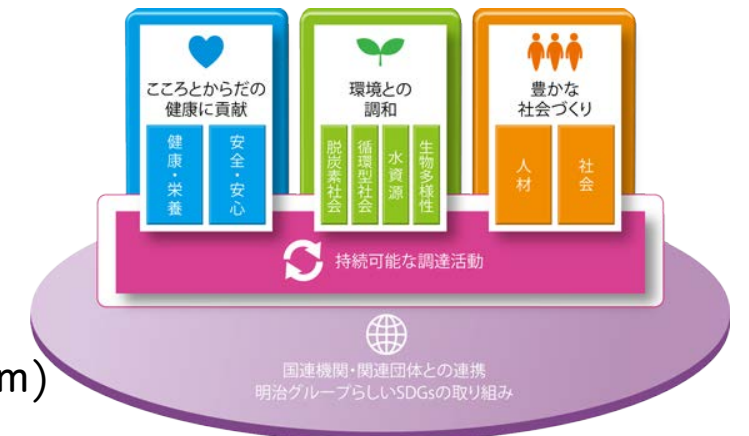 こころとからだの
健康に貢献
環境との
調和
豊かな
社会づくり
健康・栄養
安全・安心
脱炭素社会
循環型社会
水資源
生物多様性
人材
社会
持続可能な調達活動
国連機関・関連団体との連携
明治グループらしいSDGsの取り組み
m)